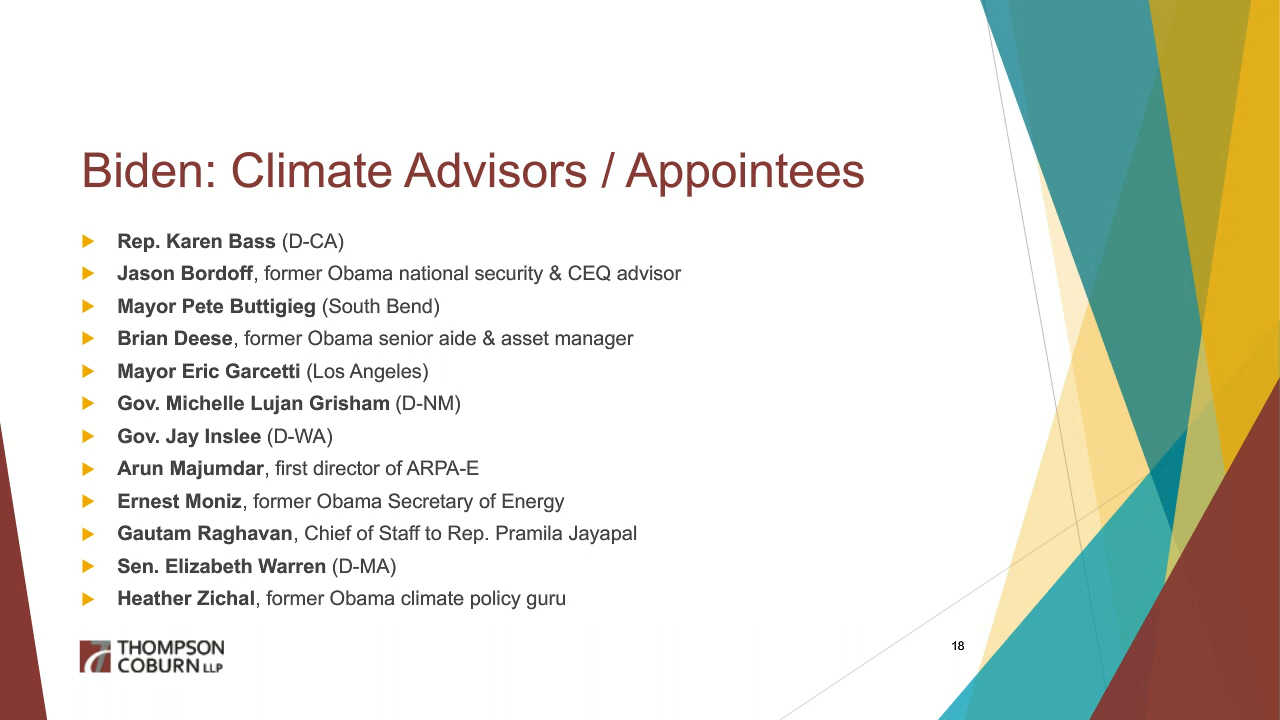 Biden: Climate Advisors / Appointees
Rep. Karen Bass (D-CA)
Jason Bordoff, former Obama national security & CEQ advisor
Mayor Pete Buttigieg (South Bend)
Brian Deese, former Obama senior aide & asset manager
Mayor Eric Garcetti (Los Angeles)
Gov. Michelle Lujan Grisham (D-NM)
Gov. Jay Inslee (D-WA)
Arun Majumdar, first director of ARPA-E
Ernest Moniz, former Obama Secretary of Energy
Gautam Raghavan, Chief of Staff to Rep. Pramila Jayapal
Sen. Elizabeth Warren (D-MA)
Heather Zichal, former Obama climate policy guru
THOMPSON
COBURN LLP
18